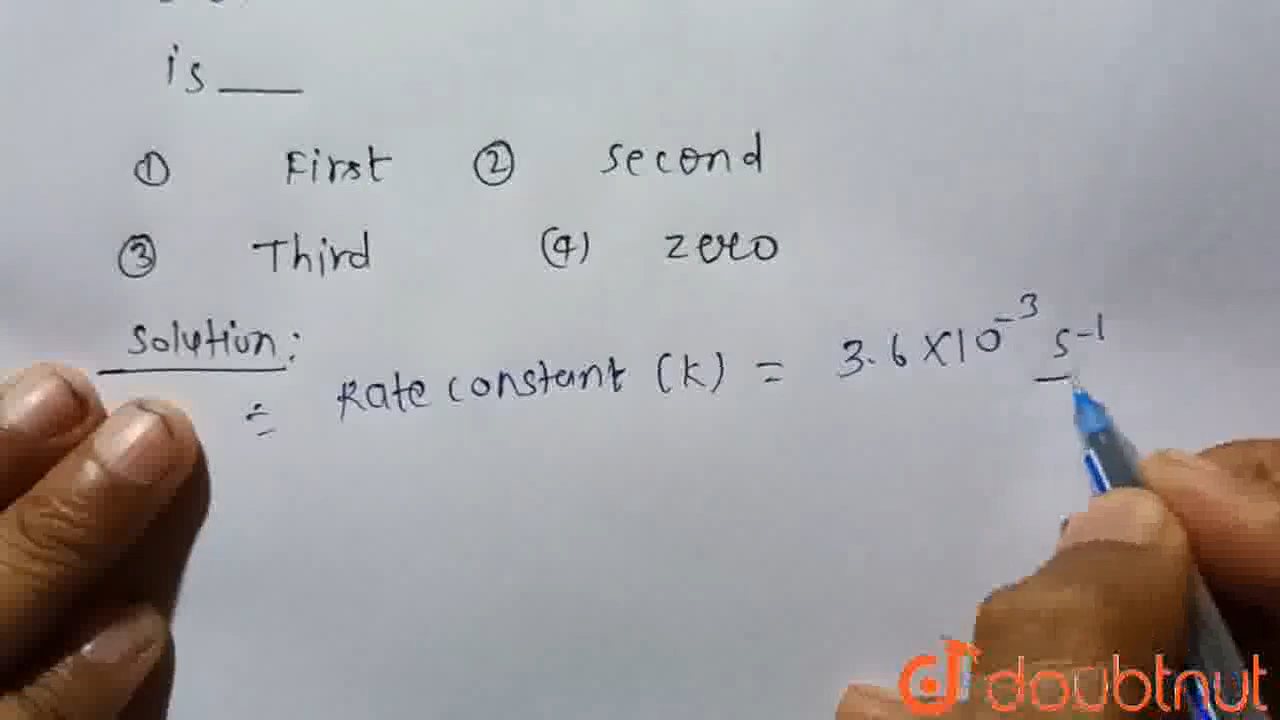 is ___
① First ② second
③ Third (4) zero
Solution:
÷ Rate constant (k) = 3.6 X 10⁻³ s⁻¹
doubtnut